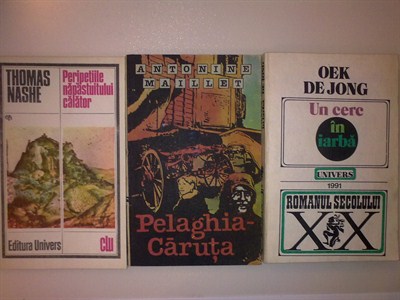 THOMAS
NASHE
Peripețiile
năpăstuitului
călător
Editura Univers
ANTONINE
MAILLET
Pelaghia-
Căruța
OEK
DE JONG
Un cerc
în
iarbă
UNIVERS
1991
ROMANUL SECOLULUI
XX